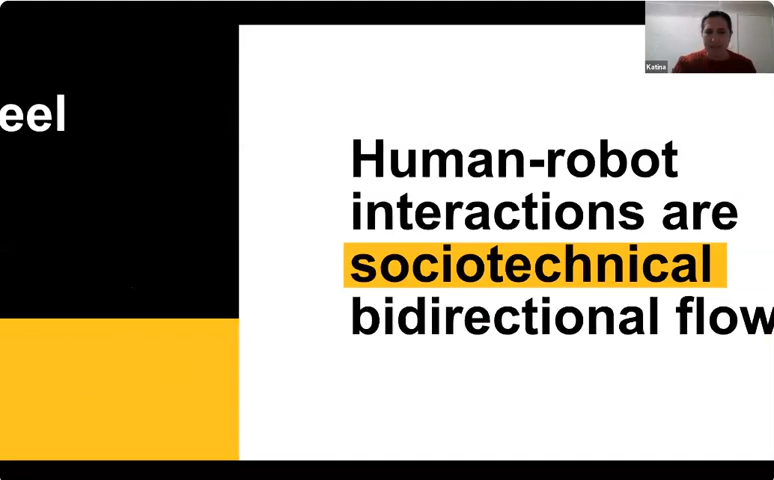 eel
Human-robot
interactions are
sociotechnical
bidirectional flow
Katina